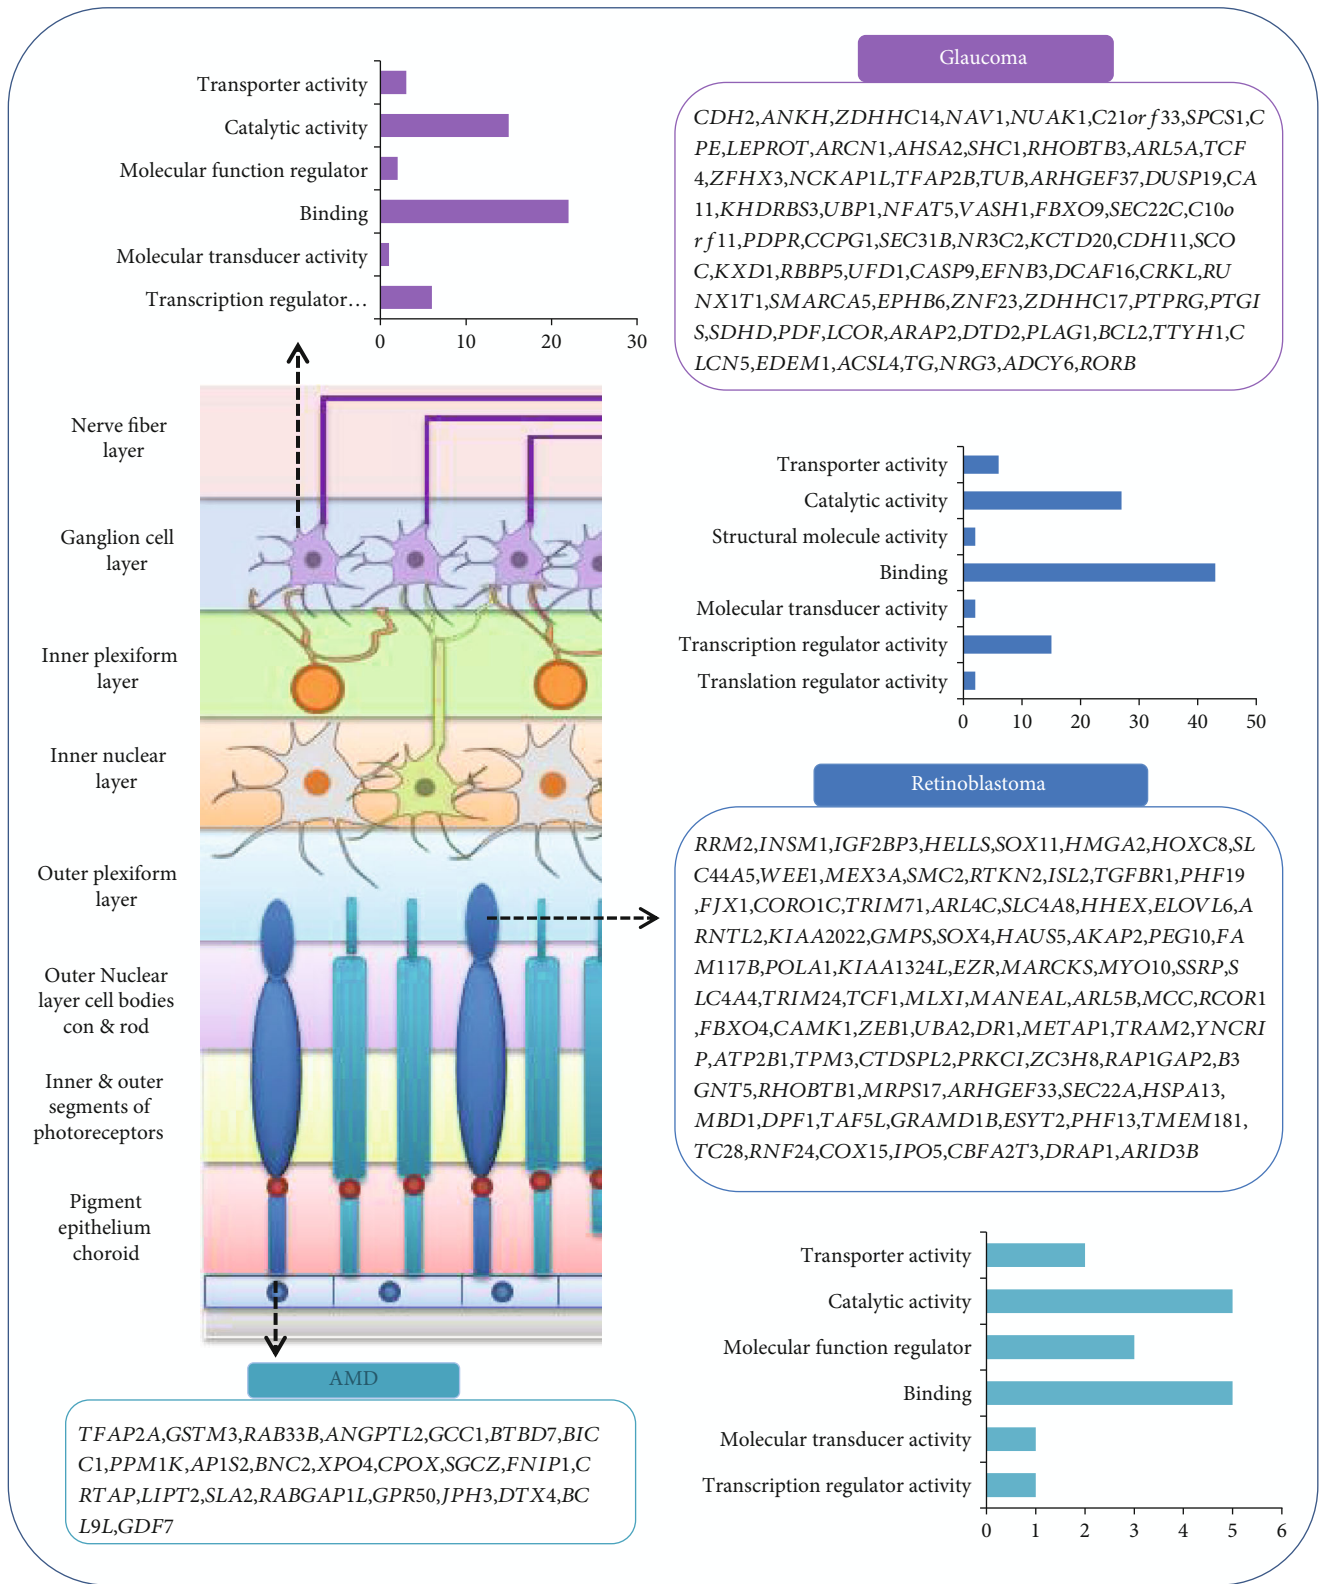 Transporter activity
Catalytic activity
Molecular function regulator
Binding
Molecular transducer activity
Transcription regulator…
0 10 20 30
Glaucoma
CDH2,ANKH,ZDHHC14,NAV1,NUAK1,C21orf33,SPCS1,C
PE,LEPROT,ARCN1,AHSA2,SHC1,RHOBTB3,ARL5A,TCF
4,ZFHX3,NCKAP1L,TFAP2B,TUB,ARHGEF37,DUSP19,CA
11,KHDRBS3,UBP1,NFAT5,VASH1,FBXO9,SEC22C,C10o
rf11,PDPR,CCPG1,SEC31B,NR3C2,KCTD20,CDH11,SCO
C,KXD1,RBBP5,UFD1,CASP9,EFNB3,DCAF16,CRKL,RU
NX1T1,SMARCA5,EPHB6,ZNF23,ZDHHC17,PTPRG,PTGI
S,SDHD,PDF,LCOR,ARAP2,DTD2,PLAG1,BCL2,TTYH1,C
LCN5,EDEM1,ACSL4,TG,NRG3,ADCY6,RORB
Nerve fiber
layer
Ganglion cell
layer
Inner plexiform
layer
Inner nuclear
layer
Outer plexiform
layer
Outer Nuclear
layer cell bodies
con & rod
Inner & outer
segments of
photoreceptors
Pigment
epithelium
choroid
Transporter activity
Catalytic activity
Structural molecule activity
Binding
Molecular transducer activity
Transcription regulator activity
Translation regulator activity
0 10 20 30 40 50
Retinoblastoma
RRM2,INSM1,IGF2BP3,HELLS,SOX11,HMGA2,HOXC8,SL
C44A5,WEE1,MEX3A,SMC2,RTKN2,ISL2,TGFBR1,PHF19
,FJX1,CORO1C,TRIM71,ARL4C,SLC4A8,HHEX,ELOVL6,A
RNTL2,KIAA2022,GMPS,SOX4,HAUS5,AKAP2,PEG10,FA
M117B,POLA1,KIAA1324L,EZR,MARCKS,MYO10,SSRP,S
LC4A4,TRIM24,TCF1,MLXI,MANEAL,ARL5B,MCC,RCOR1
,FBXO4,CAMK1,ZEB1,UBA2,DR1,METAP1,TRAM2,YNCRI
P,ATP2B1,TPM3,CTDSPL2,PRKCI,ZC3H8,RAP1GAP2,B3
GNT5,RHOBTB1,MRPS17,ARHGEF33,SEC22A,HSPA13,
MBD1,DPF1,TAF5L,GRAMD1B,ESYT2,PHF13,TMEM181,
TC28,RNF24,COX15,IPO5,CBFA2T3,DRAP1,ARID3B
AMD
TFAP2A,GSTM3,RAB33B,ANGPTL2,GCC1,BTBD7,BIC
C1,PPM1K,AP1S2,BNC2,XPO4,CPOX,SGCZ,FNIP1,C
RTAP,LIPT2,SLA2,RABGAP1L,GPR50,JPH3,DTX4,BC
L9L,GDF7
Transporter activity
Catalytic activity
Molecular function regulator
Binding
Molecular transducer activity
Transcription regulator activity
0 1 2 3 4 5 6